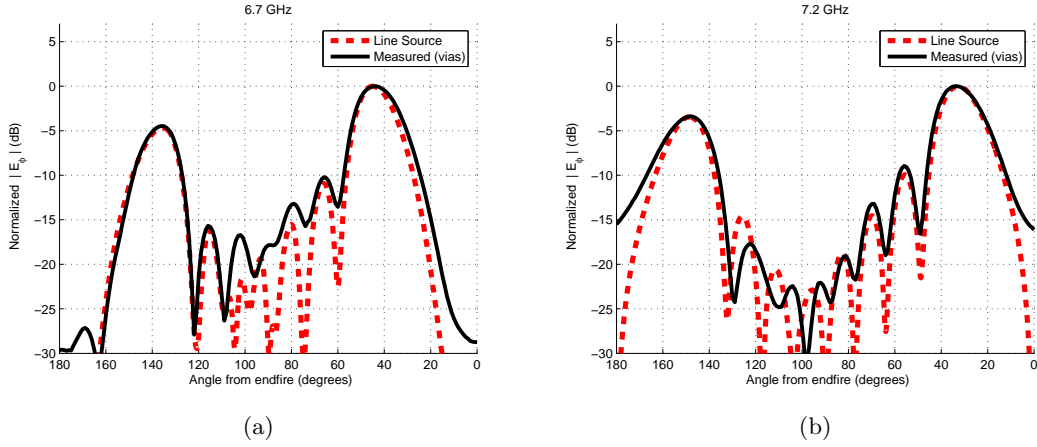 6.7 GHz
Normalized | Eϕ | (dB)
5
0
−5
−10
−15
−20
−25
−30
180 160 140 120 100 80 60 40 20 0
Angle from endfire (degrees)
Line Source
Measured (vias)
(a)
7.2 GHz
Normalized | Eϕ | (dB)
5
0
−5
−10
−15
−20
−25
−30
180 160 140 120 100 80 60 40 20 0
Angle from endfire (degrees)
Line Source
Measured (vias)
(b)